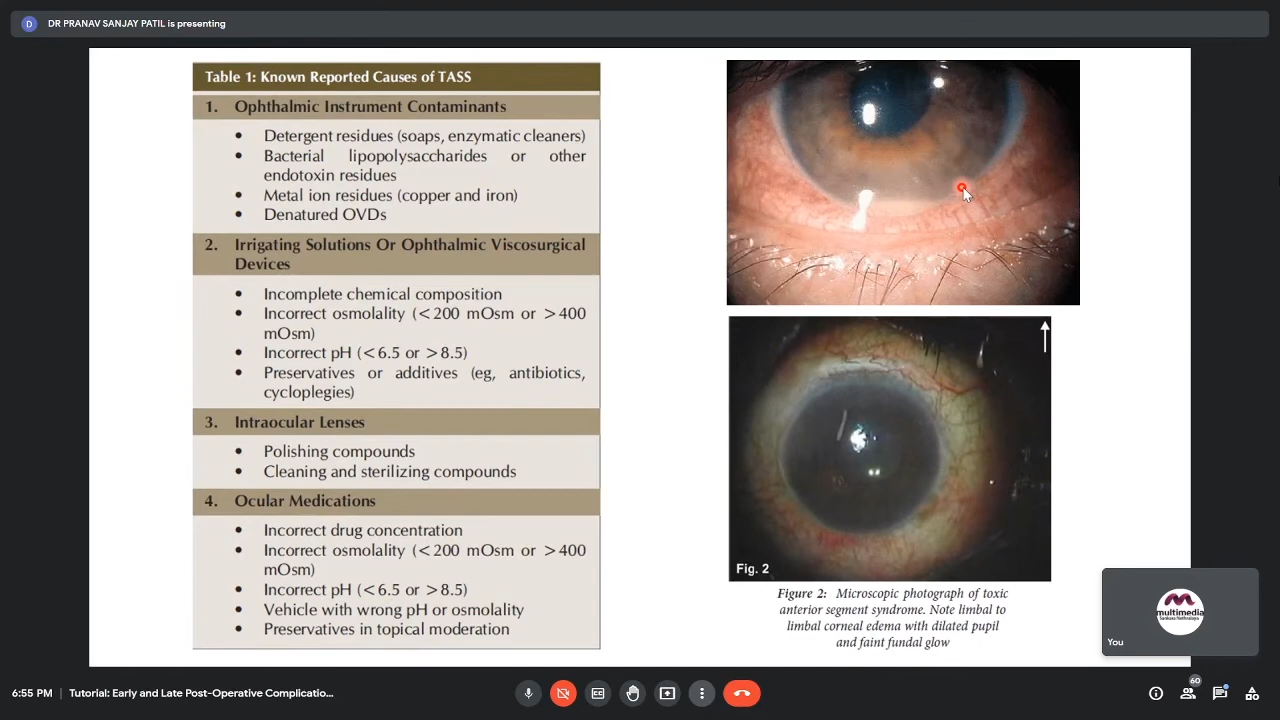 D
DR PRANAV SANJAY PATIL is presenting
Table 1: Known Reported Causes of TASS
1. Ophthalmic Instrument Contaminants
• Detergent residues (soaps, enzymatic cleaners)
• Bacterial lipopolysaccharides or other
endotoxin residues
• Metal ion residues (copper and iron)
• Denatured OVDs
2. Irrigating Solutions Or Ophthalmic Viscosurgical
Devices
• Incomplete chemical composition
• Incorrect osmolality (<200 mOsm or >400
mOsm)
• Incorrect pH (<6.5 or >8.5)
• Preservatives or additives (eg, antibiotics,
cycloplegies)
3. Intraocular Lenses
• Polishing compounds
• Cleaning and sterilizing compounds
4. Ocular Medications
• Incorrect drug concentration
• Incorrect osmolality (<200 mOsm or >400
mOsm)
• Incorrect pH (<6.5 or >8.5)
• Vehicle with wrong pH or osmolality
• Preservatives in topical moderation
Fig. 2
Figure 2: Microscopic photograph of toxic
anterior segment syndrome. Note limbal to
limbal corneal edema with dilated pupil
and faint fundal glow
multimedia
Sankara Nethralaya
You
6:55 PM | Tutorial: Early and Late Post-Operative Complicatio...
60